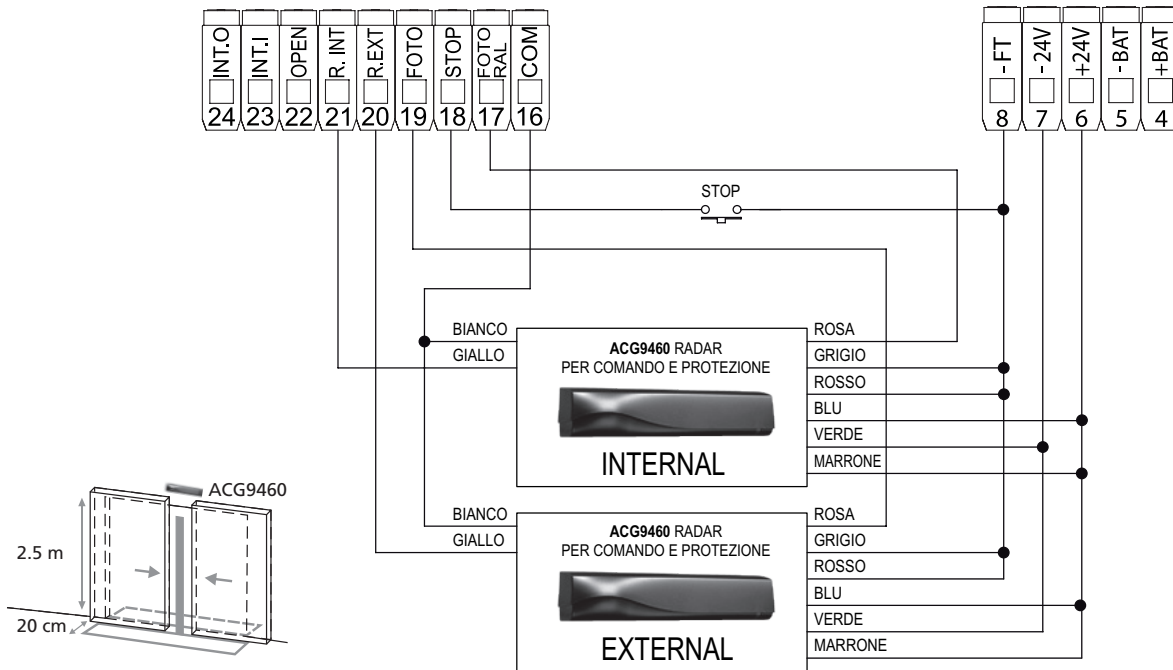 INT.O
24
INT.I
23
OPEN
22
R. INT
21
R.EXT
20
FOTO
19
STOP
18
FOTO
RAL
17
COM
16
-FT
8
-24V
7
+24V
6
-BAT
5
+BAT
4
STOP
BIANCO
GIALLO
ACG9460 RADAR
PER COMANDO E PROTEZIONE
INTERNAL
ROSA
GRIGIO
ROSSO
BLU
VERDE
MARRONE
BIANCO
GIALLO
ACG9460 RADAR
PER COMANDO E PROTEZIONE
EXTERNAL
ROSA
GRIGIO
ROSSO
BLU
VERDE
MARRONE
ACG9460
2.5 m
20 cm